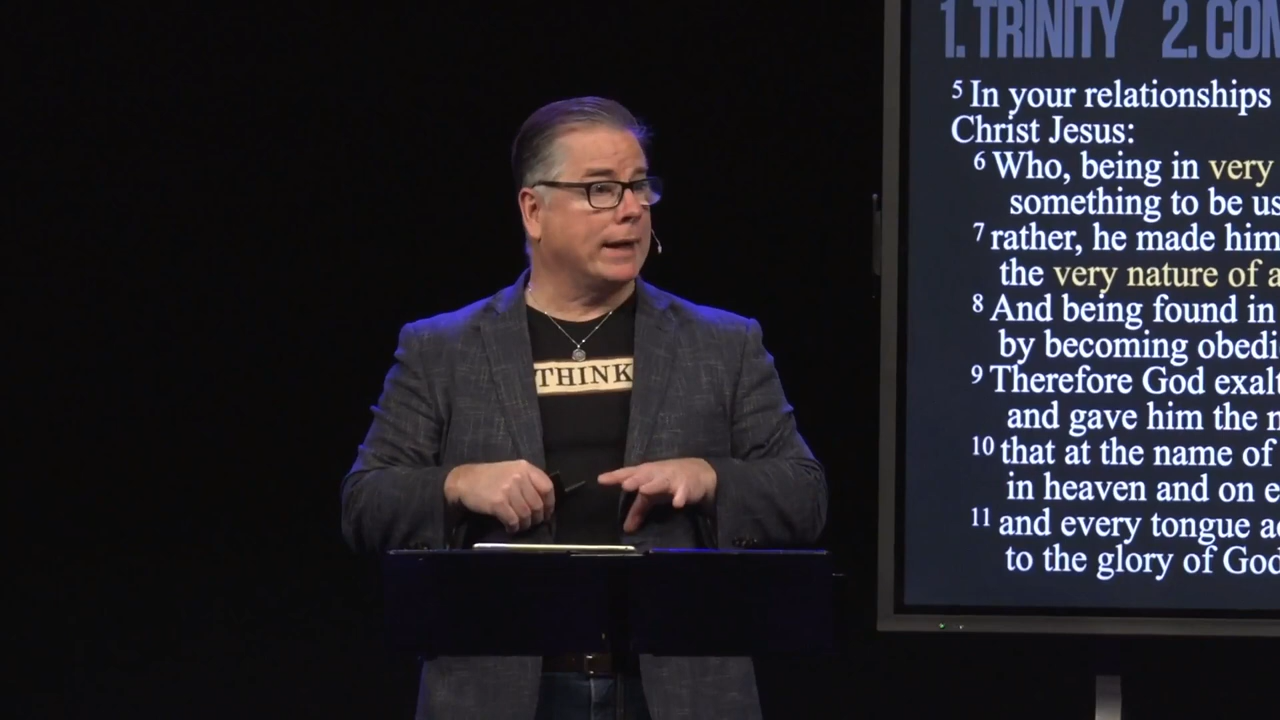 THINK
1. TRINITY 2. CON
5 In your relationships
Christ Jesus:
6 Who, being in very
something to be us
7 rather, he made him
the very nature of a
8 And being found in
by becoming obedi
9 Therefore God exalt
and gave him the n
10 that at the name of
in heaven and on e
11 and every tongue ac
to the glory of God